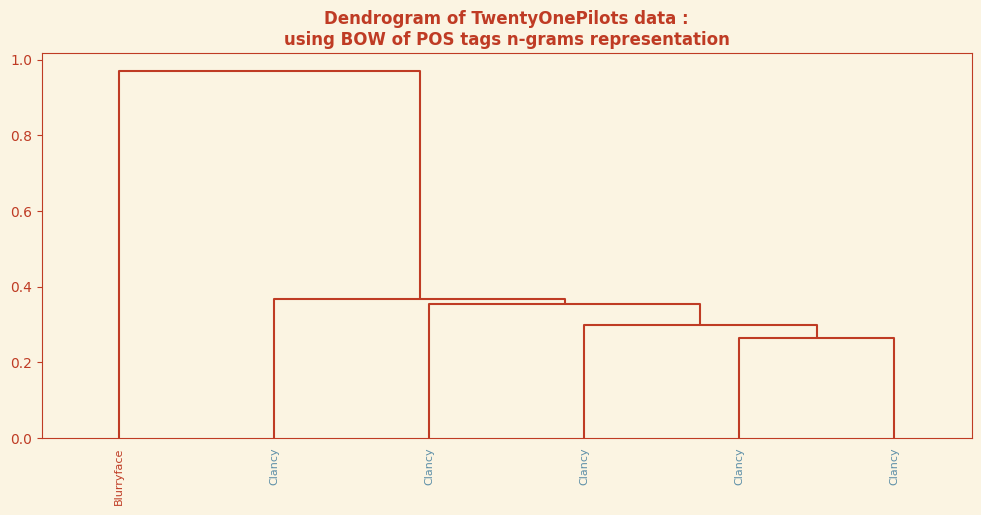 Dendrogram of TwentyOnePilots data :
using BOW of POS tags n-grams representation
1.0
0.8
0.6
0.4
0.2
0.0
Blurryface
Clancy
Clancy
Clancy
Clancy
Clancy